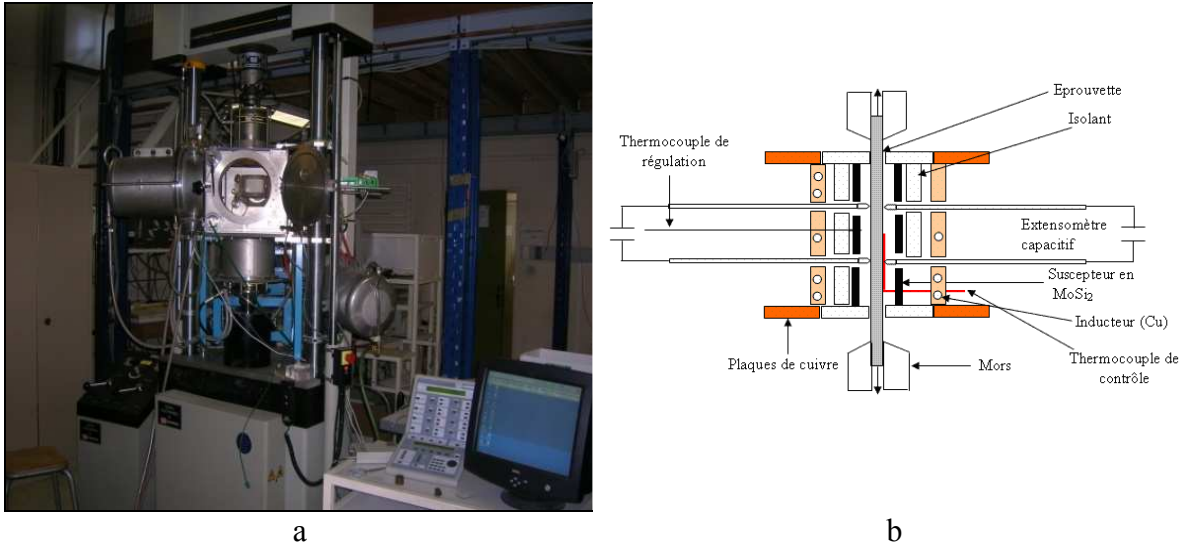 Eprouvette
Isolant
Thermocouple de
régulation
Extensomètre
capacitif
Suscepteur en
MoSi2
Inducteur (Cu)
Thermocouple de
contrôle
Plaques de cuivre
Mors
a
b